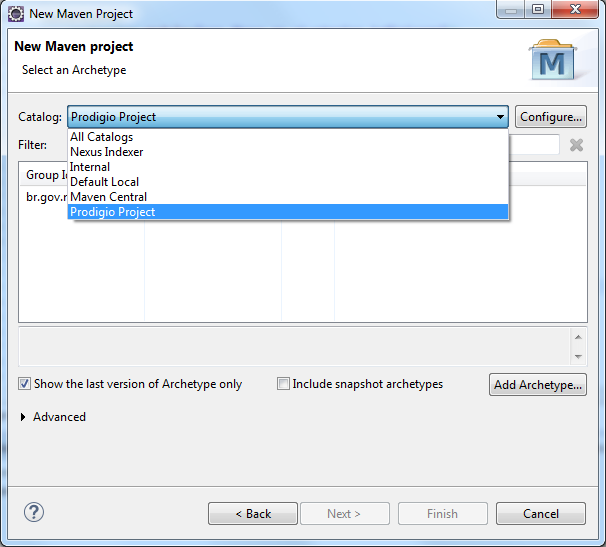 New Maven Project
New Maven project
Select an Archetype
M
Catalog: Prodigio Project Configure...
All Catalogs
Nexus Indexer
Internal
Default Local
Maven Central
Prodigio Project
Filter:
Group I
br.gov.
Show the last version of Archetype only Include snapshot archetypes Add Archetype...
Advanced
? < Back Next > Finish Cancel